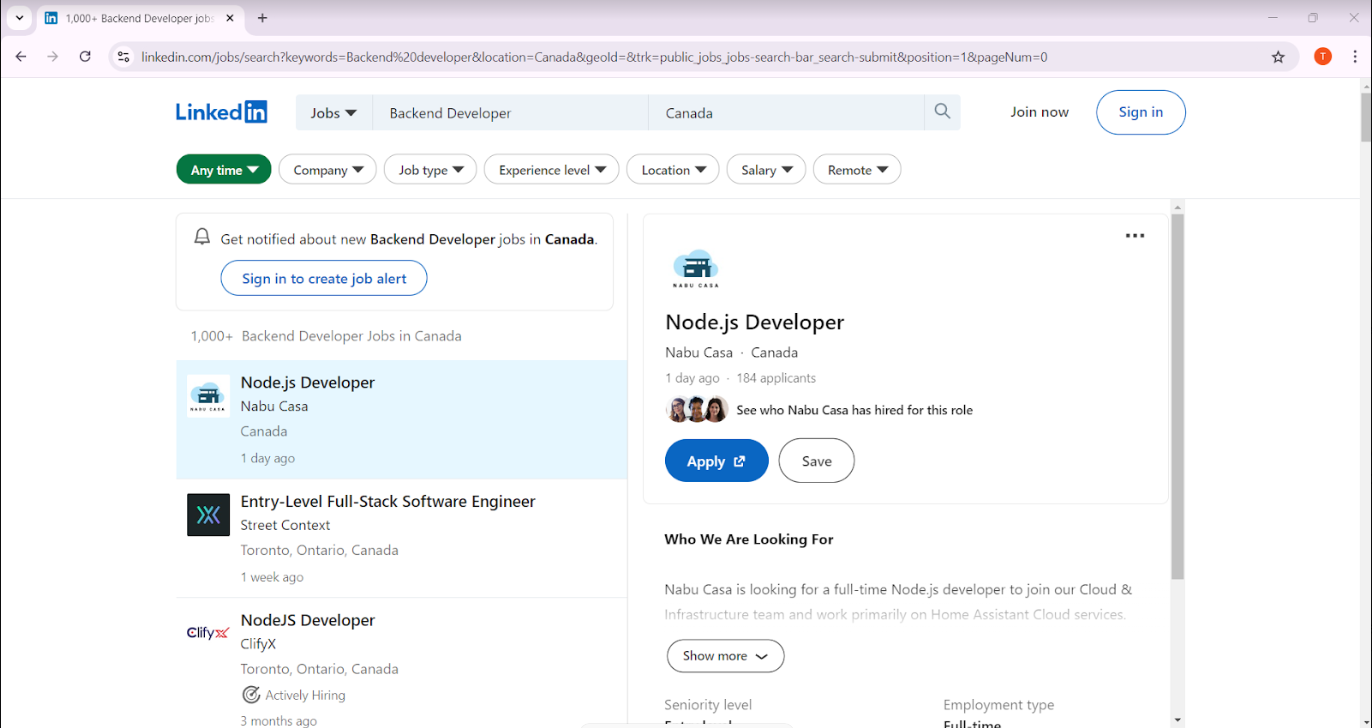 1,000+ Backend Developer jobs
linkedin.com/jobs/search?keywords=Backend%20developer&location=Canada&geoId=&trk=public_jobs_jobs-search-bar_search-submit&position=1&pageNum=0
T
Linked in
Jobs
Backend Developer
Canada
Join now
Sign in
Any time
Company
Job type
Experience level
Location
Salary
Remote
Get notified about new Backend Developer jobs in Canada.
Sign in to create job alert
1,000+ Backend Developer Jobs in Canada
Node.js Developer
Nabu Casa
Canada
1 day ago
NABU CASA
Entry-Level Full-Stack Software Engineer
Street Context
Toronto, Ontario, Canada
1 week ago
ClifyX
NodeJS Developer
ClifyX
Toronto, Ontario, Canada
Actively Hiring
3 months ago
NABU CASA
Node.js Developer
Nabu Casa · Canada
1 day ago · 184 applicants
See who Nabu Casa has hired for this role
Apply
Save
Who We Are Looking For
Nabu Casa is looking for a full-time Node.js developer to join our Cloud &
Infrastructure team and work primarily on Home Assistant Cloud services.
Show more
Seniority level
Employment type
Full-time